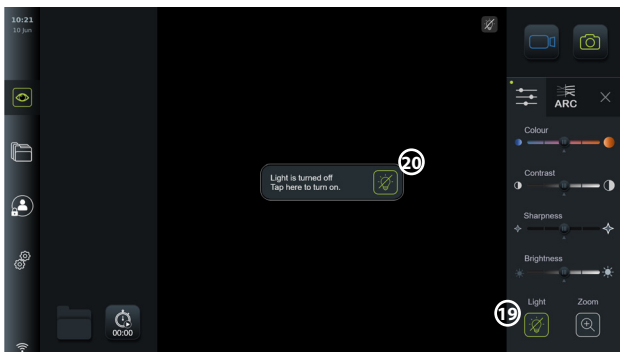 10:21
10 Jun
ARC
Colour
20
Light is turned off
Tap here to turn on.
Contrast
Sharpness
Brightness
19
Light
Zoom
00:00